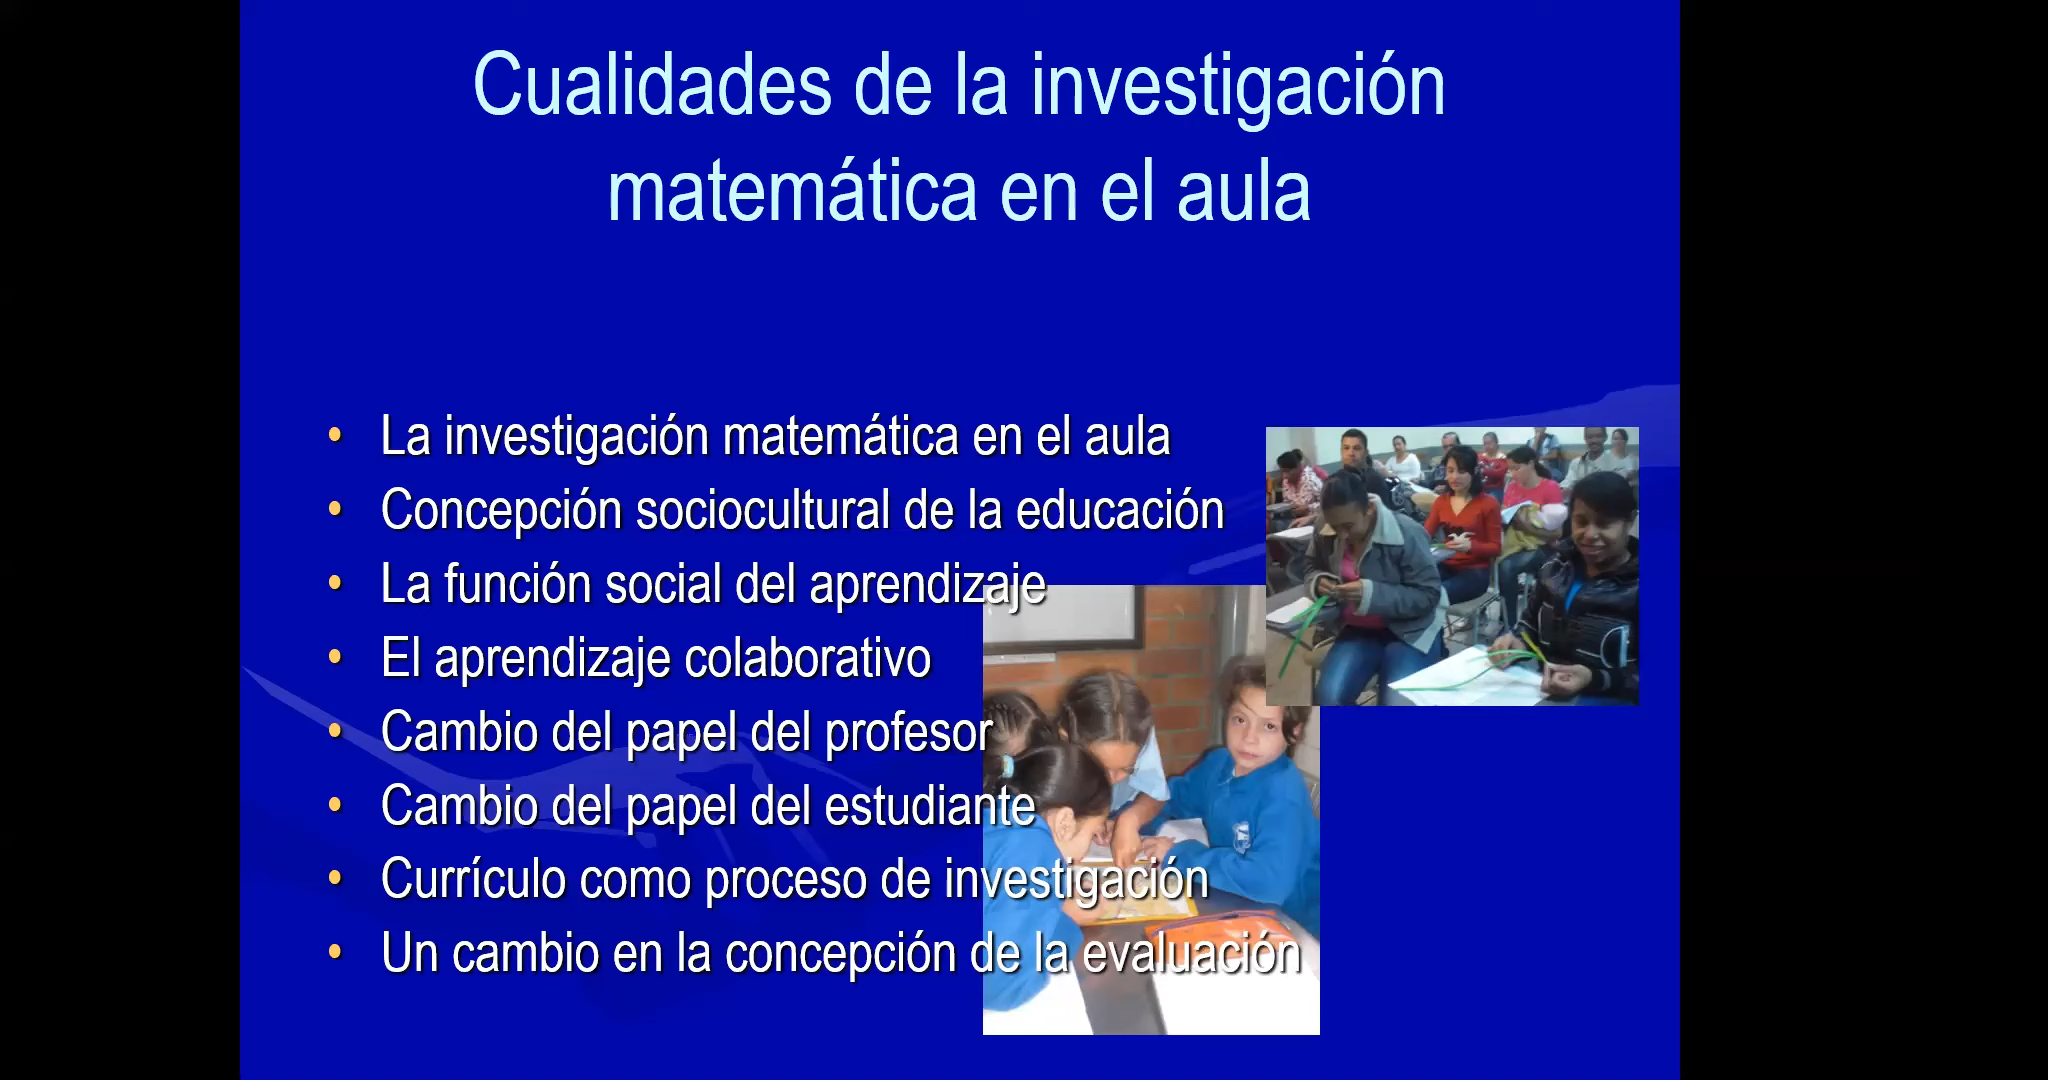 Cualidades de la investigación
matemática en el aula
• La investigación matemática en el aula
• Concepción sociocultural de la educación
• La función social del aprendizaje
• El aprendizaje colaborativo
• Cambio del papel del profesor
• Cambio del papel del estudiante
• Currículo como proceso de investigación
• Un cambio en la concepción de la evaluación